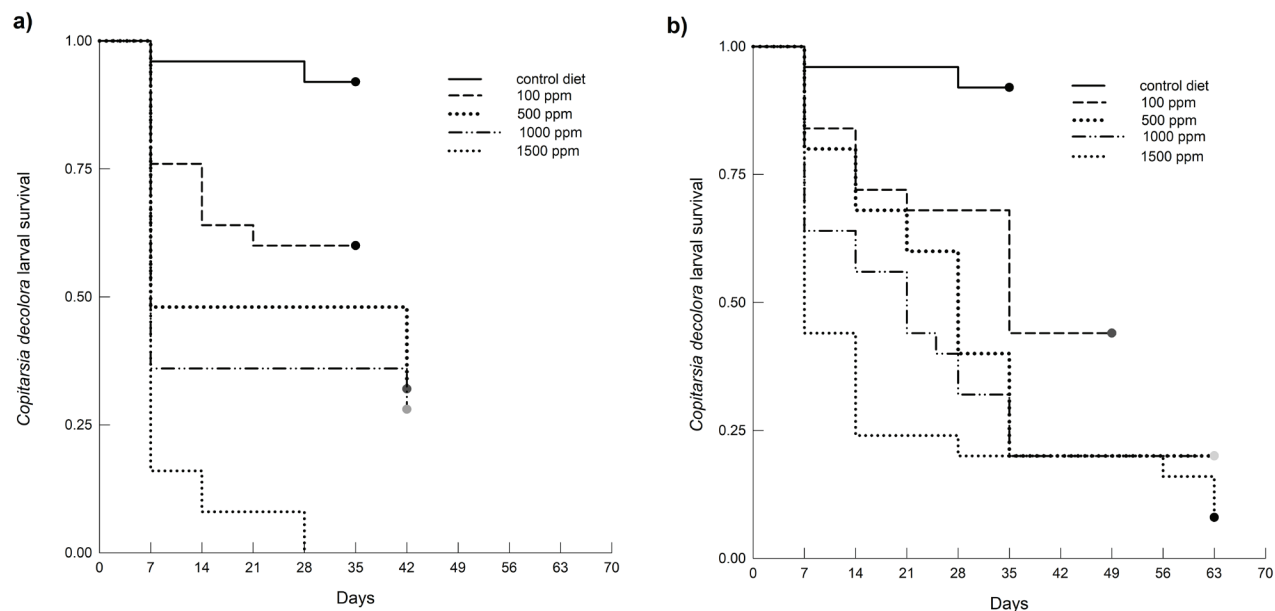 a)
1.00
0.75
0.50
0.25
0.00
Copitarsia decolora larval survival
control diet
100 ppm
500 ppm
1000 ppm
1500 ppm
0 7 14 21 28 35 42 49 56 63 70
Days
b)
1.00
0.75
0.50
0.25
0.00
Copitarsia decolora larval survival
control diet
100 ppm
500 ppm
1000 ppm
1500 ppm
0 7 14 21 28 35 42 49 56 63 70
Days